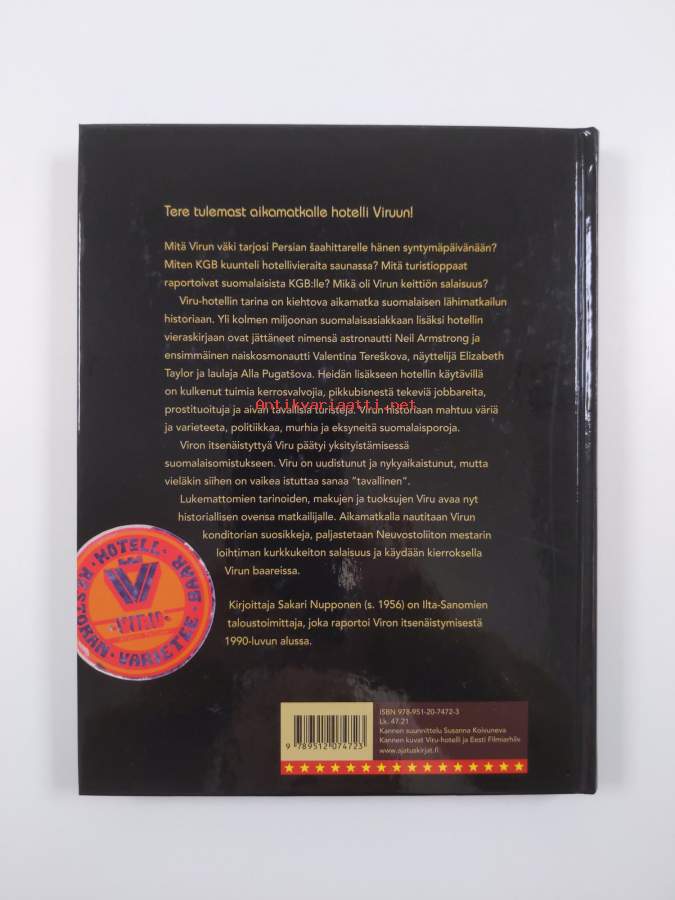 Tere tulemast aikamatkalle hotelli Viruun!
Mitä Virun väki tarjosi Persian šaahittarelle hänen syntymäpäivänään?
Miten KGB kuunteli hotellivieraita saunassa? Mitä turistioppaat
raportoivat suomalaisista KGB:lle? Mikä oli Virun keittiön salaisuus?
Viru-hotellin tarina on kiehtova aikamatka suomalaisen lähimatkailun
historiaan. Yli kolmen miljoonan suomalaisasiakkaan lisäksi hotellin
vieraskirjaan ovat jättäneet nimensä astronautti Neil Armstrong ja
ensimmäinen naiskosmonautti Valentina Tereškova, näyttelijä Elizabeth
Taylor ja laulaja Alla Pugatšova. Heidän lisäkseen hotellin käytävillä
on kulkenut tuimia kerrosvalvojia, pikkubisnestä tekeviä jobbareita,
Antikvariaatti.net
prostituoituja ja aivan tavallisia turisteja. Virun historiaan mahtuu väriä
ja varieteeta, politiikkaa, murhia ja eksyneitä suomalaisporoja.
Viron itsenäistyttyä Viru päätyi yksityistämisessä
suomalaisomistukseen. Viru on uudistunut ja nykyaikaistunut, mutta
vieläkin siihen on vaikea istuttaa sanaa "tavallinen".
Lukemattomien tarinoiden, makujen ja tuoksujen Viru avaa nyt
historiallisen ovensa matkailijalle. Aikamatkalla nautitaan Virun
konditorian suosikkeja, paljastetaan Neuvostoliiton mestarin
loihtiman kurkkukeiton salaisuus ja käydään kierroksella
Virun baareissa.
HOTELL
BAAR
VARIETEE
RESTORAN
VIRU
Kirjoittaja Sakari Nupponen (s. 1956) on Ilta-Sanomien
taloustoimittaja, joka raportoi Viron itsenäistymisestä
1990-luvun alussa.
ISBN 978-951-20-7472-3
Lk. 47.21
Kannen suunnittelu Susanna Koivuneva
Kannen kuvat Viru-hotelli ja Eesti Filmiarhiiv
www.ajatuskirjat.fi
9 789512 074723